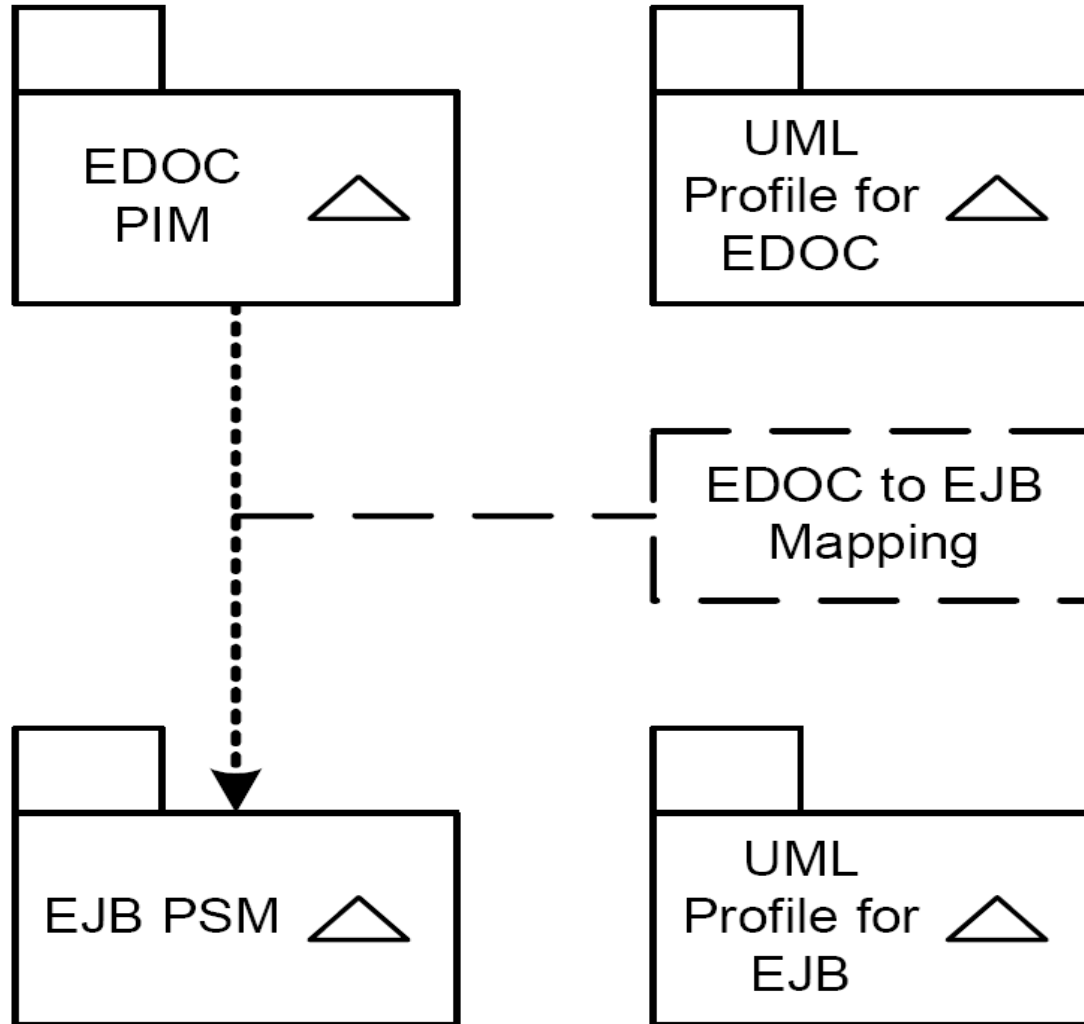 EDOC
PIM
UML
Profile for
EDOC
EDOC to EJB
Mapping
EJB PSM
UML
Profile for
EJB